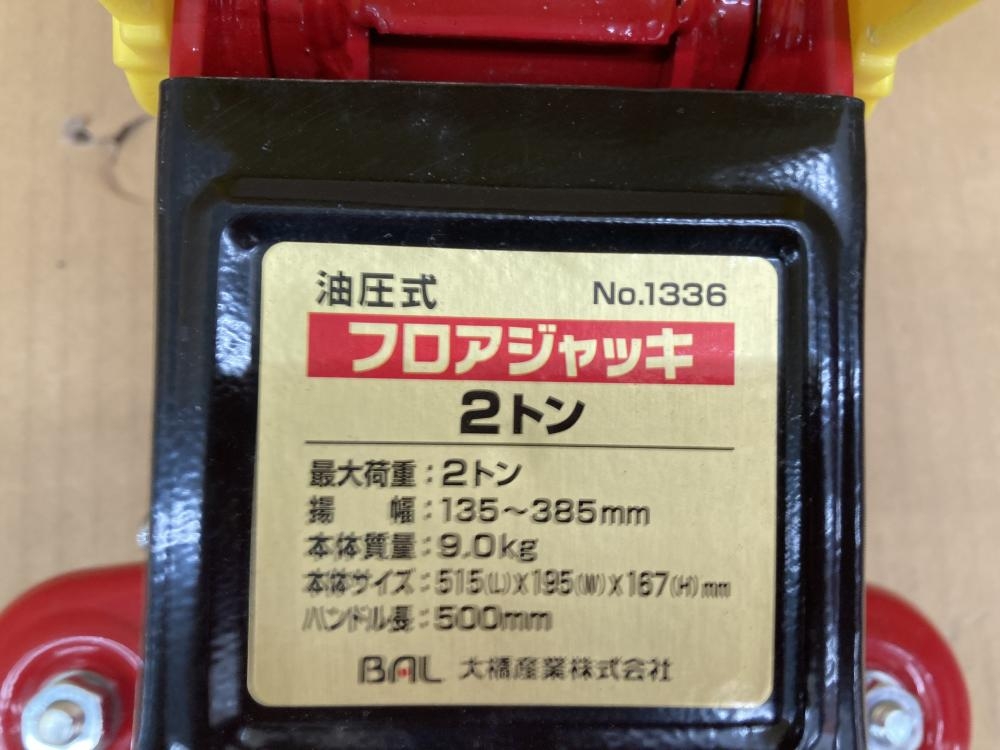 油圧式 No.1336
フロアジャッキ
2トン
最大荷重：2トン
揚 幅：135～385mm
本体質量：9.0kg
本体サイズ：515(L)X195(W)X167(H)mm
ハンドル長：500mm
BAL 大橋産業株式会社